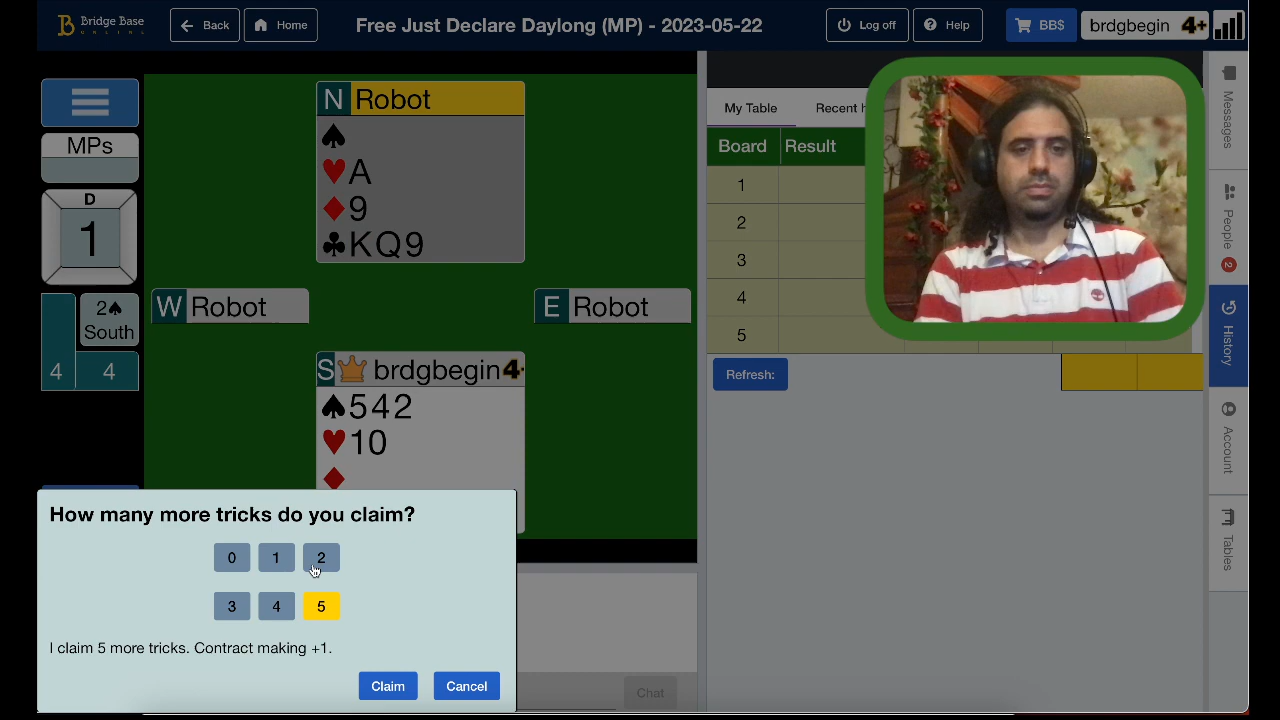 Bridge Base
ONLINE
Back
Home
Free Just Declare Daylong (MP) - 2023-05-22
Log off
Help
BB$
brdgbegin 4+
MPs
D
1
2♠
South
4 4
N Robot
♠
♥A
♦9
♣KQ9
W Robot
E Robot
S brdgbegin 4
♠542
♥10
♦
My Table
Recent h
Board Result
1
2
3
4
5
Refresh:
Messages
People
2
History
Account
Tables
How many more tricks do you claim?
0 1 2
3 4 5
I claim 5 more tricks. Contract making +1.
Claim
Cancel
Chat